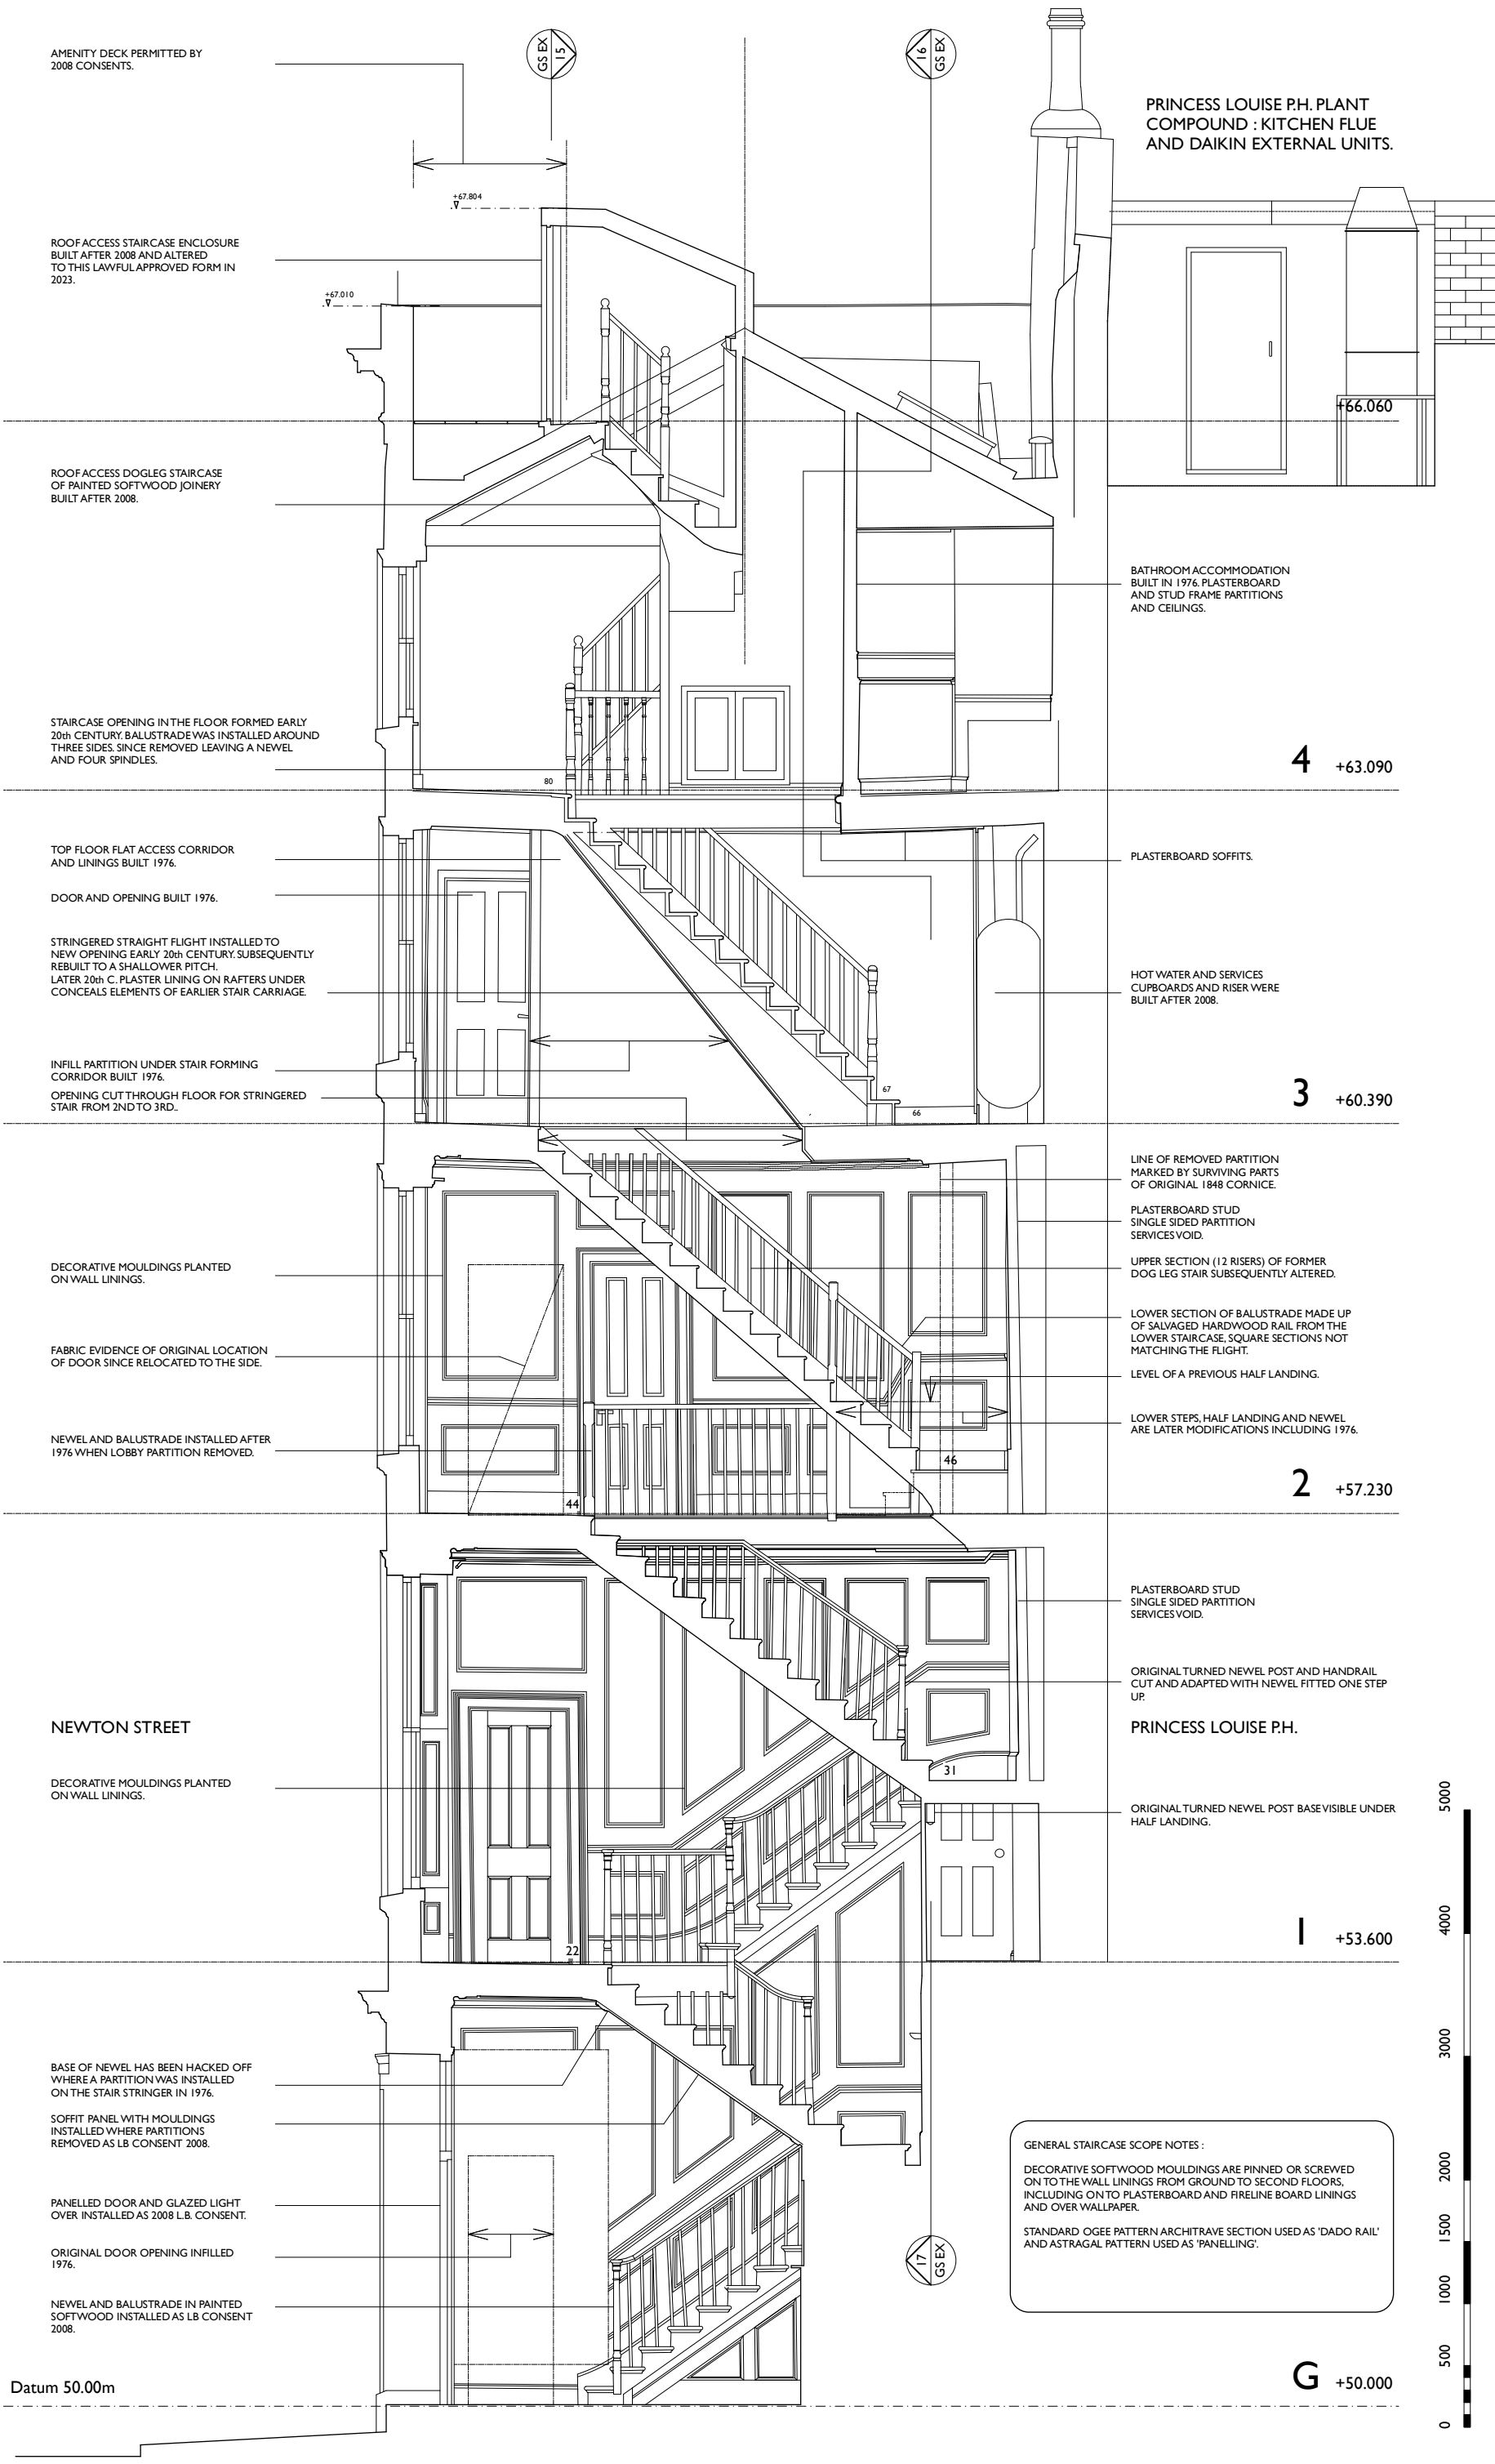 AMENITY DECK PERMITTED BY
2008 CONSENTS.
GS EX
15
16
GS EX
PRINCESS LOUISE P.H. PLANT
COMPOUND : KITCHEN FLUE
AND DAIKIN EXTERNAL UNITS.
+67.804
ROOF ACCESS STAIRCASE ENCLOSURE
BUILT AFTER 2008 AND ALTERED
TO THIS LAWFUL APPROVED FORM IN
2023.
+67.010
+66.060
ROOF ACCESS DOGLEG STAIRCASE
OF PAINTED SOFTWOOD JOINERY
BUILT AFTER 2008.
BATHROOM ACCOMMODATION
BUILT IN 1976. PLASTERBOARD
AND STUD FRAME PARTITIONS
AND CEILINGS.
STAIRCASE OPENING IN THE FLOOR FORMED EARLY
20th CENTURY. BALUSTRADE WAS INSTALLED AROUND
THREE SIDES. SINCE REMOVED LEAVING A NEWEL
AND FOUR SPINDLES.
80
4 +63.090
TOP FLOOR FLAT ACCESS CORRIDOR
AND LININGS BUILT 1976.
PLASTERBOARD SOFFITS.
DOOR AND OPENING BUILT 1976.
STRINGERED STRAIGHT FLIGHT INSTALLED TO
NEW OPENING EARLY 20th CENTURY. SUBSEQUENTLY
REBUILT TO A SHALLOWER PITCH.
LATER 20th C. PLASTER LINING ON RAFTERS UNDER
CONCEALS ELEMENTS OF EARLIER STAIR CARRIAGE.
HOT WATER AND SERVICES
CUPBOARDS AND RISER WERE
BUILT AFTER 2008.
INFILL PARTITION UNDER STAIR FORMING
CORRIDOR BUILT 1976.
OPENING CUT THROUGH FLOOR FOR STRINGERED
STAIR FROM 2ND TO 3RD..
67
66
3 +60.390
LINE OF REMOVED PARTITION
MARKED BY SURVIVING PARTS
OF ORIGINAL 1848 CORNICE.
PLASTERBOARD STUD
SINGLE SIDED PARTITION
SERVICES VOID.
DECORATIVE MOULDINGS PLANTED
ON WALL LININGS.
UPPER SECTION (12 RISERS) OF FORMER
DOG LEG STAIR SUBSEQUENTLY ALTERED.
LOWER SECTION OF BALUSTRADE MADE UP
OF SALVAGED HARDWOOD RAIL FROM THE
LOWER STAIRCASE, SQUARE SECTIONS NOT
MATCHING THE FLIGHT.
FABRIC EVIDENCE OF ORIGINAL LOCATION
OF DOOR SINCE RELOCATED TO THE SIDE.
LEVEL OF A PREVIOUS HALF LANDING.
LOWER STEPS, HALF LANDING AND NEWEL
ARE LATER MODIFICATIONS INCLUDING 1976.
NEWEL AND BALUSTRADE INSTALLED AFTER
1976 WHEN LOBBY PARTITION REMOVED.
46
44
2 +57.230
PLASTERBOARD STUD
SINGLE SIDED PARTITION
SERVICES VOID.
ORIGINAL TURNED NEWEL POST AND HANDRAIL
CUT AND ADAPTED WITH NEWEL FITTED ONE STEP
UP.
NEWTON STREET
PRINCESS LOUISE P.H.
31
DECORATIVE MOULDINGS PLANTED
ON WALL LININGS.
ORIGINAL TURNED NEWEL POST BASE VISIBLE UNDER
HALF LANDING.
22
1 +53.600
BASE OF NEWEL HAS BEEN HACKED OFF
WHERE A PARTITION WAS INSTALLED
ON THE STAIR STRINGER IN 1976.
SOFFIT PANEL WITH MOULDINGS
INSTALLED WHERE PARTITIONS
REMOVED AS LB CONSENT 2008.
PANELLED DOOR AND GLAZED LIGHT
OVER INSTALLED AS 2008 L.B. CONSENT.
ORIGINAL DOOR OPENING INFILLED
1976.
NEWEL AND BALUSTRADE IN PAINTED
SOFTWOOD INSTALLED AS LB CONSENT
2008.
17
GS EX
GENERAL STAIRCASE SCOPE NOTES :
DECORATIVE SOFTWOOD MOULDINGS ARE PINNED OR SCREWED
ON TO THE WALL LININGS FROM GROUND TO SECOND FLOORS,
INCLUDING ON TO PLASTERBOARD AND FIRELINE BOARD LININGS
AND OVER WALLPAPER.
STANDARD OGEE PATTERN ARCHITRAVE SECTION USED AS 'DADO RAIL'
AND ASTRAGAL PATTERN USED AS 'PANELLING'.
Datum 50.00m
G +50.000
5000
4000
3000
2000
1500
1000
500
0